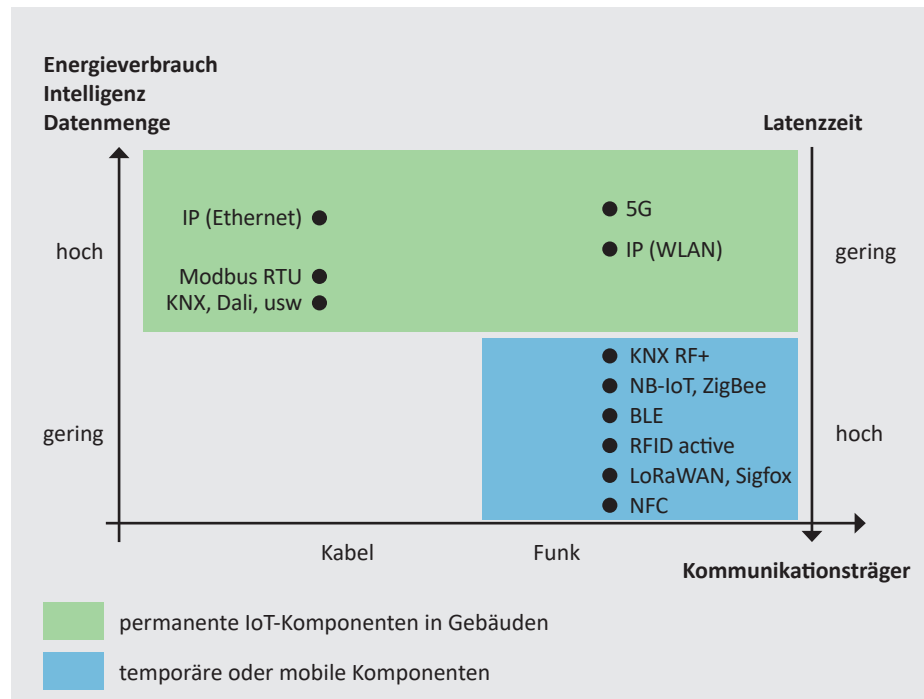 Energieverbrauch
Intelligenz
Datenmenge
Latenzzeit
IP (Ethernet)
5G
hoch
IP (WLAN)
gering
Modbus RTU
KNX, Dali, usw
KNX RF+
NB-IoT, ZigBee
BLE
gering
hoch
RFID active
LoRaWAN, Sigfox
NFC
Kabel
Funk
Kommunikationsträger
permanente IoT-Komponenten in Gebäuden
temporäre oder mobile Komponenten